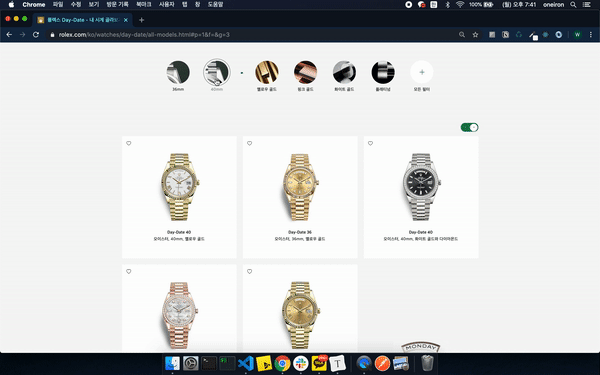 Chrome 파일 수정 보기 방문 기록 북마크 사용자 탭 창 도움말
100% (월) 오후 7:41 oneiron
롤렉스 Day-Date - 내 시계 골라보
rolex.com/ko/watches/day-date/all-models.html#p=1&f=&g=3
W
36mm 40mm 옐로우 골드 핑크 골드 화이트 골드 플래티넘 모든 필터
Day-Date 40
오이스터, 40mm, 옐로우 골드
Day-Date 36
오이스터, 36mm, 옐로우 골드
Day-Date 40
오이스터, 40mm, 화이트 골드와 다이아몬드
MONDAY
T